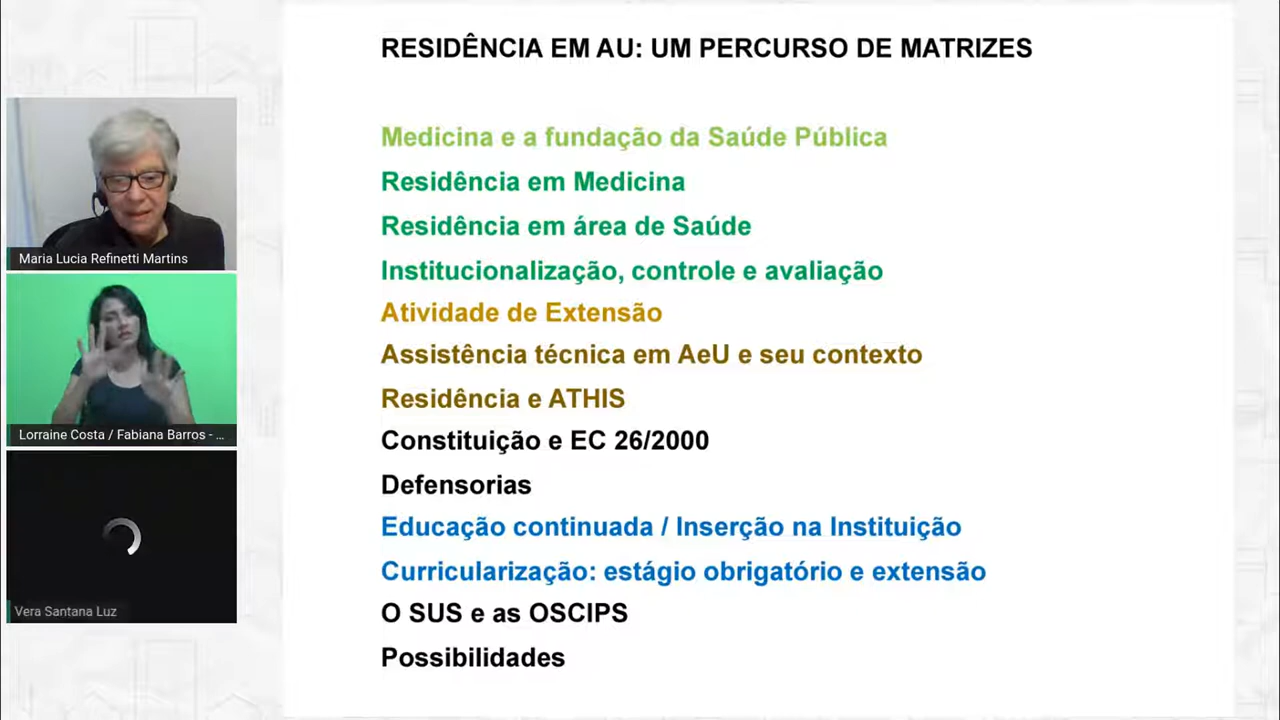 RESIDÊNCIA EM AU: UM PERCURSO DE MATRIZES
Medicina e a fundação da Saúde Pública
Residência em Medicina
Residência em área de Saúde
Institucionalização, controle e avaliação
Atividade de Extensão
Assistência técnica em AeU e seu contexto
Residência e ATHIS
Constituição e EC 26/2000
Defensorias
Educação continuada / Inserção na Instituição
Curricularização: estágio obrigatório e extensão
O SUS e as OSCIPS
Possibilidades
Maria Lucia Refinetti Martins
Lorraine Costa / Fabiana Barros - ...
Vera Santana Luz